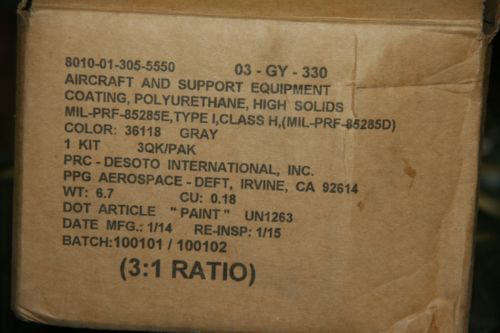 8010-01-305-5550 03 - GY - 330
AIRCRAFT AND SUPPORT EQUIPMENT
COATING, POLYURETHANE, HIGH SOLIDS
MIL-PRF-85285E,TYPE I,CLASS H,(MIL-PRF-85285D)
COLOR: 36118 GRAY
1 KIT 3QK/PAK
PRC - DESOTO INTERNATIONAL, INC.
PPG AEROSPACE - DEFT, IRVINE, CA 92614
WT: 6.7 CU: 0.18
DOT ARTICLE " PAINT " UN1263
DATE MFG.: 1/14 RE-INSP: 1/15
BATCH:100101 / 100102
(3:1 RATIO)